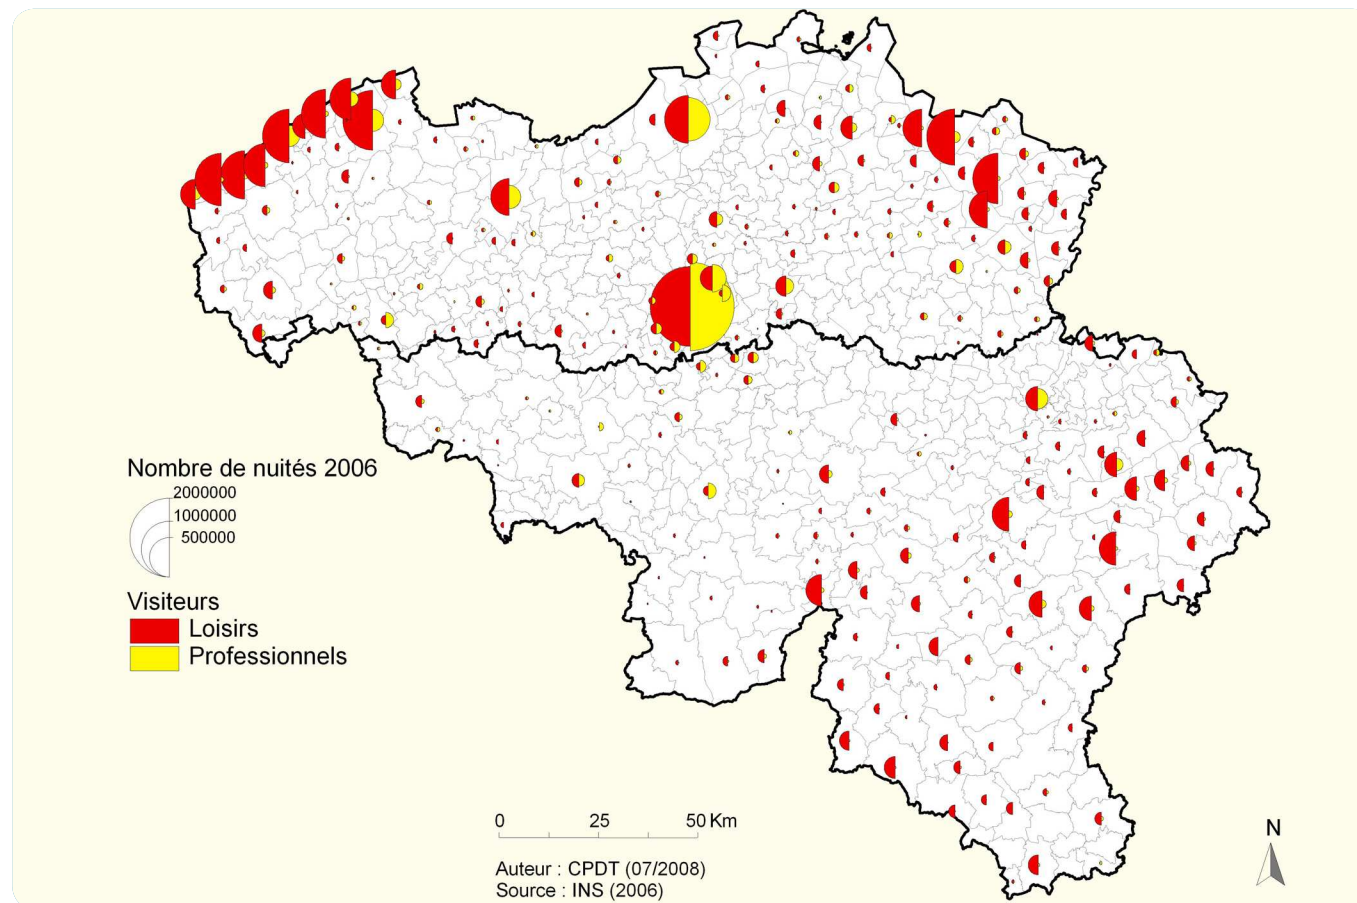 Nombre de nuités 2006
2000000
1000000
500000
Visiteurs
Loisirs
Professionnels
0 25 50 Km
Auteur : CPDT (07/2008)
Source : INS (2006)
N